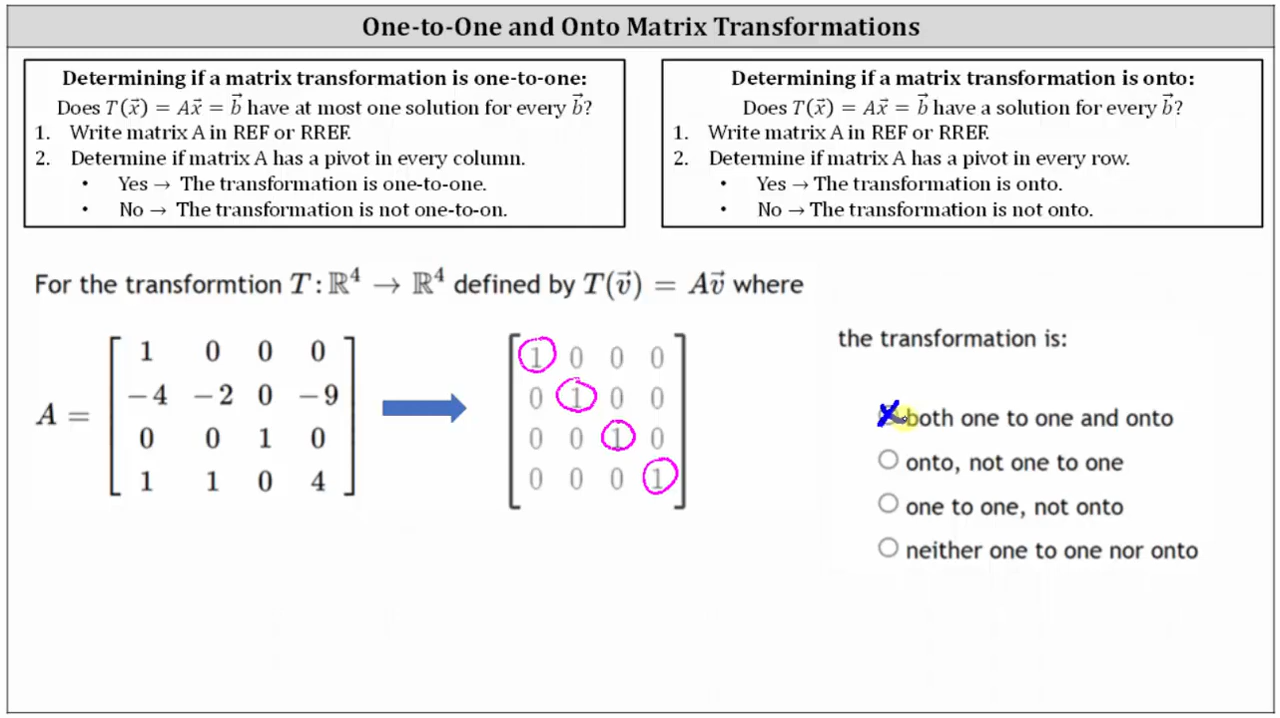 One-to-One and Onto Matrix Transformations
Determining if a matrix transformation is one-to-one:
Does T(x⃗) = Ax⃗ = b⃗ have at most one solution for every b⃗?
1. Write matrix A in REF or RREF.
2. Determine if matrix A has a pivot in every column.
• Yes → The transformation is one-to-one.
• No → The transformation is not one-to-on.
Determining if a matrix transformation is onto:
Does T(x⃗) = Ax⃗ = b⃗ have a solution for every b⃗?
1. Write matrix A in REF or RREF.
2. Determine if matrix A has a pivot in every row.
• Yes → The transformation is onto.
• No → The transformation is not onto.
For the transformtion T : ℝ⁴ → ℝ⁴ defined by T(v⃗) = Av⃗ where
A =
1 0 0 0
−4 −2 0 −9
0 0 1 0
1 1 0 4
1 0 0 0
0 1 0 0
0 0 1 0
0 0 0 1
the transformation is:
both one to one and onto
onto, not one to one
one to one, not onto
neither one to one nor onto